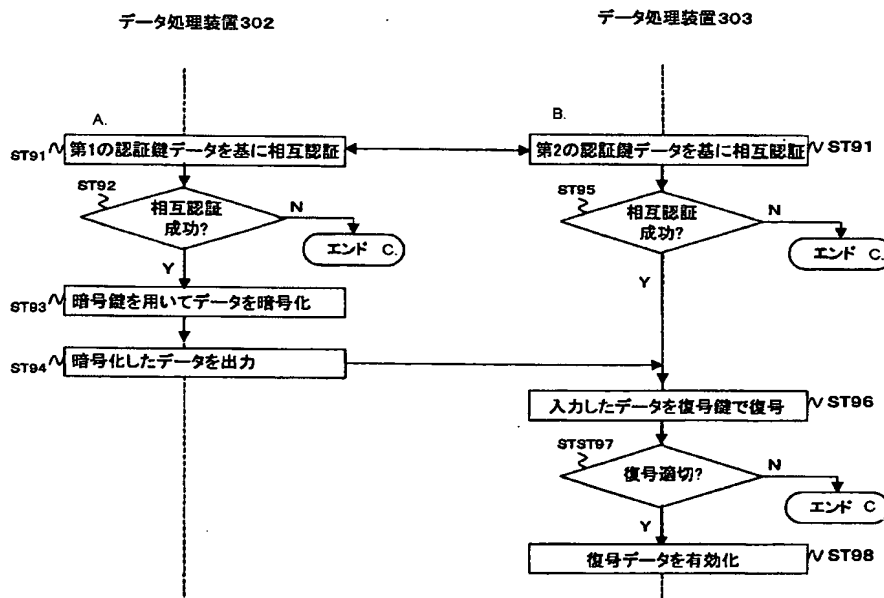 データ処理装置302
データ処理装置303
A.
B.
ST91
第1の認証鍵データを基に相互認証
第2の認証鍵データを基に相互認証
ST91
ST92
相互認証
成功?
N
エンド C.
Y
ST95
相互認証
成功?
N
エンド C.
Y
ST93
暗号鍵を用いてデータを暗号化
ST94
暗号化したデータを出力
入力したデータを復号鍵で復号
ST96
STST97
復号適切?
N
エンド C
Y
復号データを有効化
ST98